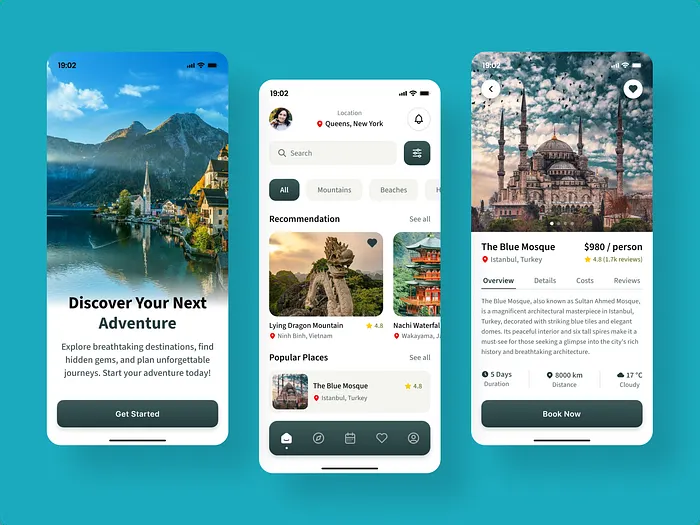 19:02
Discover Your Next
Adventure
Explore breathtaking destinations, find
hidden gems, and plan unforgettable
journeys. Start your adventure today!
Get Started
19:02
Location
Queens, New York
Search
All
Mountains
Beaches
H
Recommendation
See all
Lying Dragon Mountain
4.8
Ninh Binh, Vietnam
Nachi Waterfal
Wakayama, J
Popular Places
See all
The Blue Mosque
4.8
Istanbul, Turkey
19:02
The Blue Mosque
$980 / person
Istanbul, Turkey
4.8 (1.7k reviews)
Overview
Details
Costs
Reviews
The Blue Mosque, also known as Sultan Ahmed Mosque,
is a magnificent architectural masterpiece in Istanbul,
Turkey, decorated with striking blue tiles and elegant
domes. Its peaceful interior and six tall spires make it a
must-see for those seeking a glimpse into the city's rich
history and breathtaking architecture.
5 Days
Duration
8000 km
Distance
17 °C
Cloudy
Book Now